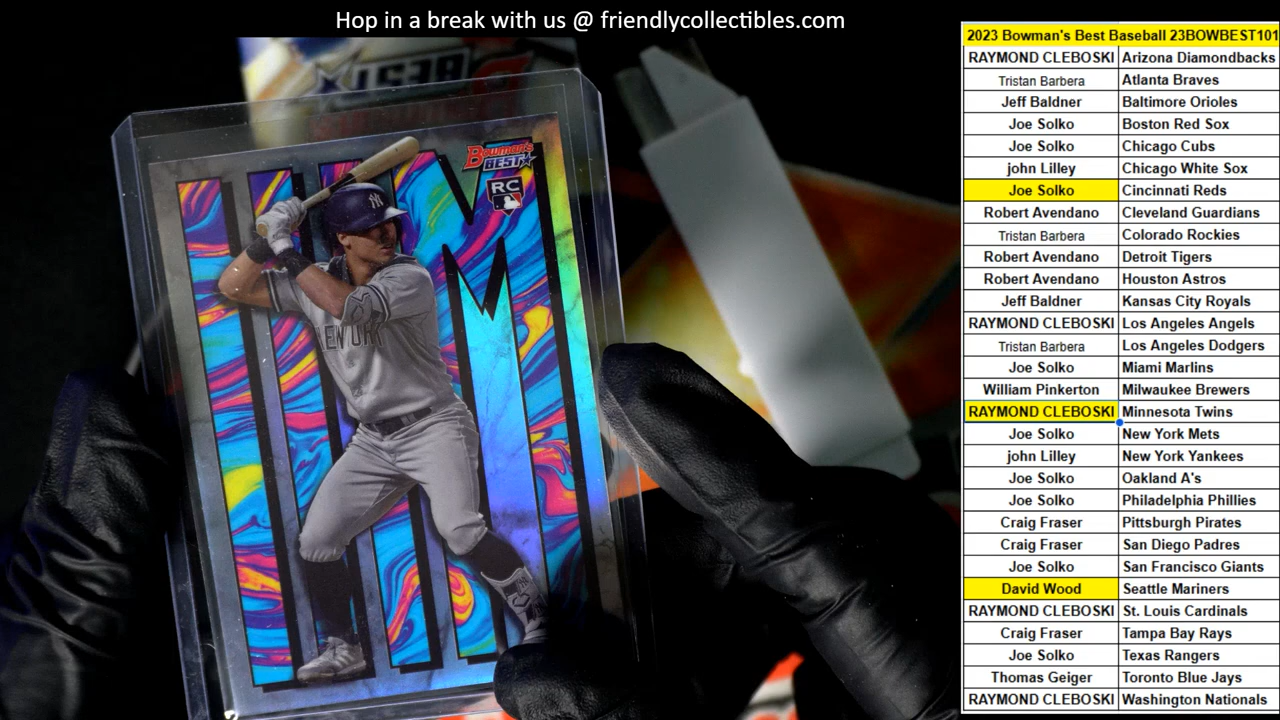 Hop in a break with us @ friendlycollectibles.com
BEST
Bowman's
BEST
RC
NY
NEW YORK
HIM
2023 Bowman's Best Baseball 23BOWBEST101
RAYMOND CLEBOSKI Arizona Diamondbacks
Tristan Barbera Atlanta Braves
Jeff Baldner Baltimore Orioles
Joe Solko Boston Red Sox
Joe Solko Chicago Cubs
john Lilley Chicago White Sox
Joe Solko Cincinnati Reds
Robert Avendano Cleveland Guardians
Tristan Barbera Colorado Rockies
Robert Avendano Detroit Tigers
Robert Avendano Houston Astros
Jeff Baldner Kansas City Royals
RAYMOND CLEBOSKI Los Angeles Angels
Tristan Barbera Los Angeles Dodgers
Joe Solko Miami Marlins
William Pinkerton Milwaukee Brewers
RAYMOND CLEBOSKI Minnesota Twins
Joe Solko New York Mets
john Lilley New York Yankees
Joe Solko Oakland A's
Joe Solko Philadelphia Phillies
Craig Fraser Pittsburgh Pirates
Craig Fraser San Diego Padres
Joe Solko San Francisco Giants
David Wood Seattle Mariners
RAYMOND CLEBOSKI St. Louis Cardinals
Craig Fraser Tampa Bay Rays
Joe Solko Texas Rangers
Thomas Geiger Toronto Blue Jays
RAYMOND CLEBOSKI Washington Nationals